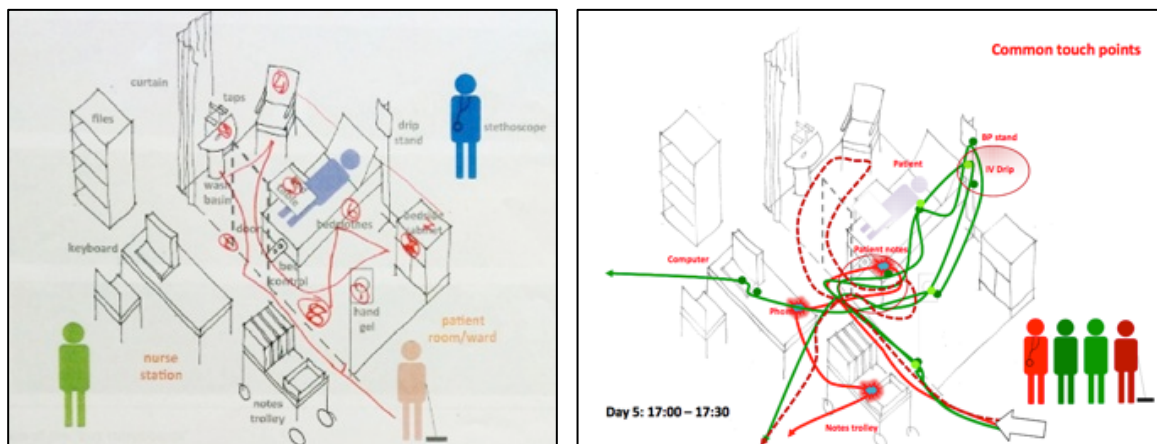 curtain
taps
files
drip
stand
stethoscope
wash
basin
door
bedclothes
bedside
cabinet
keyboard
control
hand
gel
patient
room/ward
nurse
station
notes
trolley
4
Common touch points
BP stand
IV Drip
Patient
Patient notes
Computer
Day 5: 17:00 – 17:30
Notes trolley